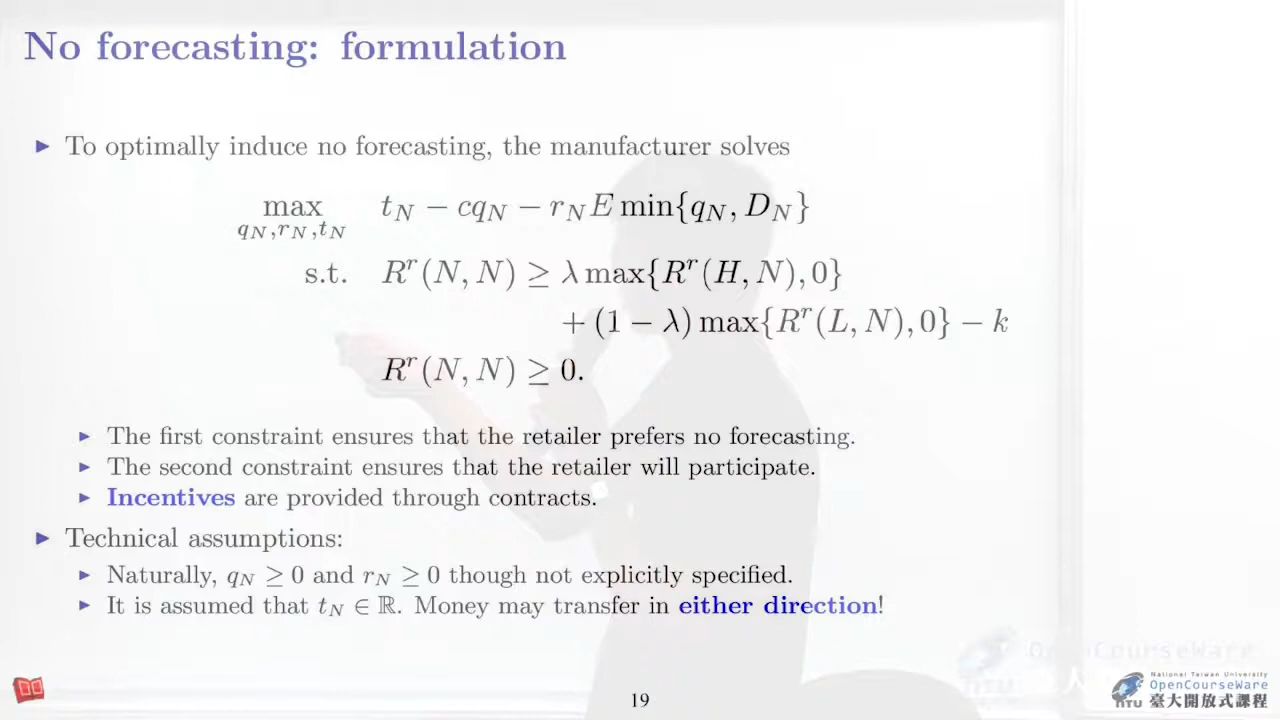 No forecasting: formulation
▶ To optimally induce no forecasting, the manufacturer solves
max t_N − cq_N − r_N E min{q_N, D_N}
q_N,r_N,t_N
s.t. R^r(N, N) ≥ λ max{R^r(H, N), 0}
+ (1 − λ) max{R^r(L, N), 0} − k
R^r(N, N) ≥ 0.
▶ The first constraint ensures that the retailer prefers no forecasting.
▶ The second constraint ensures that the retailer will participate.
▶ Incentives are provided through contracts.
▶ Technical assumptions:
▶ Naturally, q_N ≥ 0 and r_N ≥ 0 though not explicitly specified.
▶ It is assumed that t_N ∈ ℝ. Money may transfer in either direction!
OpenCourseWare
NTU
19
National Taiwan University
OpenCourseWare
NTU 臺大開放式課程